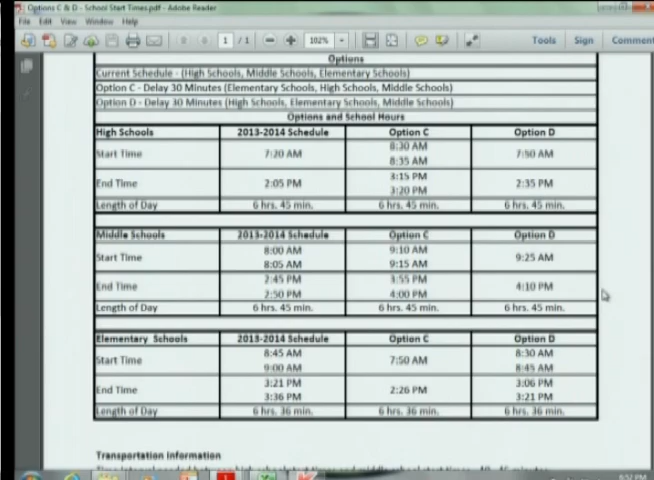 Options C & D - School Start Times.pdf - Adobe Reader
File Edit View Window Help
1 / 1 102% Tools Sign Comment
Options
Current Schedule - (High Schools, Middle Schools, Elementary Schools)
Option C - Delay 30 Minutes (Elementary Schools, High Schools, Middle Schools)
Option D - Delay 30 Minutes (High Schools, Elementary Schools, Middle Schools)
Options and School Hours
High Schools 2013-2014 Schedule Option C Option D
Start Time 7:20 AM 8:30 AM 8:35 AM 7:50 AM
End Time 2:05 PM 3:15 PM 3:20 PM 2:35 PM
Length of Day 6 hrs. 45 min. 6 hrs. 45 min. 6 hrs. 45 min.
Middle Schools 2013-2014 Schedule Option C Option D
Start Time 8:00 AM 8:05 AM 9:10 AM 9:15 AM 9:25 AM
End Time 2:45 PM 2:50 PM 3:55 PM 4:00 PM 4:10 PM
Length of Day 6 hrs. 45 min. 6 hrs. 45 min. 6 hrs. 45 min.
Elementary Schools 2013-2014 Schedule Option C Option D
Start Time 8:45 AM 9:00 AM 7:50 AM 8:30 AM 8:45 AM
End Time 3:21 PM 3:36 PM 2:26 PM 3:06 PM 3:21 PM
Length of Day 6 hrs. 36 min. 6 hrs. 36 min. 6 hrs. 36 min.
Transportation Information
6:52 PM